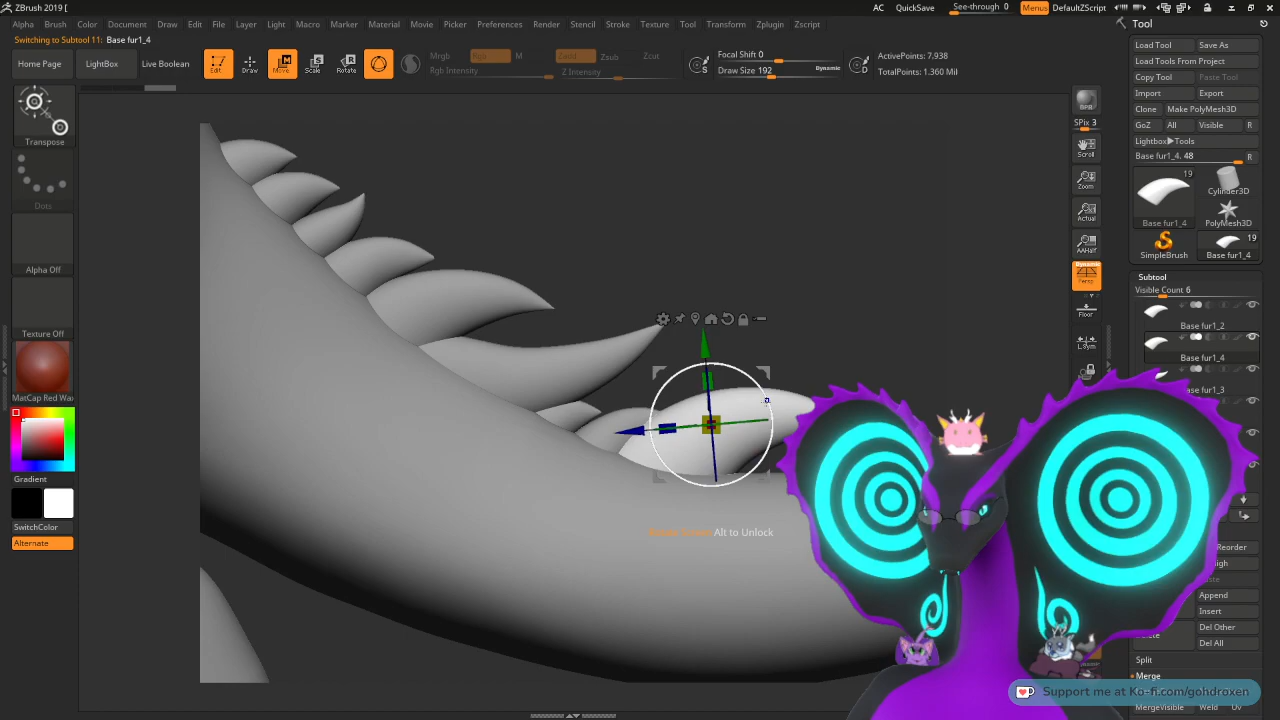 ZBrush 2019 [
AC
QuickSave
See-through 0
Menus
DefaultZScript
Alpha
Brush
Color
Document
Draw
Edit
File
Layer
Light
Macro
Marker
Material
Movie
Picker
Preferences
Render
Stencil
Stroke
Texture
Tool
Transform
Zplugin
Zscript
Tool
Switching to Subtool 11: Base fur1_4
Home Page
LightBox
Live Boolean
Edit
Draw
Move
Scale
Rotate
Mrgb
Rgb
M
Rgb Intensity
Zadd
Zsub
Zcut
Z Intensity
Focal Shift 0
Draw Size 192
Dynamic
ActivePoints: 7.938
TotalPoints: 1.360 Mil
Load Tool
Save As
Load Tools From Project
Copy Tool
Paste Tool
Import
Export
Clone
Make PolyMesh3D
GoZ
All
Visible
R
Lightbox▶Tools
Base fur1_4. 48
R
19
Cylinder3D
Base fur1_4
PolyMesh3D
19
SimpleBrush
Base fur1_4
Subtool
Visible Count 6
Base fur1_2
Base fur1_4
Base fur1_3
Reorder
Append
Insert
Del Other
Del All
Split
Merge
MergeVisible
Weld
Uv
BPR
SPix 3
Scroll
Zoom
Actual
AAHalf
Dynamic
Persp
Floor
L.Sym
Transpose
Dots
Alpha Off
Texture Off
MatCap Red Wa
Gradient
SwitchColor
Alternate
Alt to Unlock
Support me at Ko-fi.com/gohdroxen